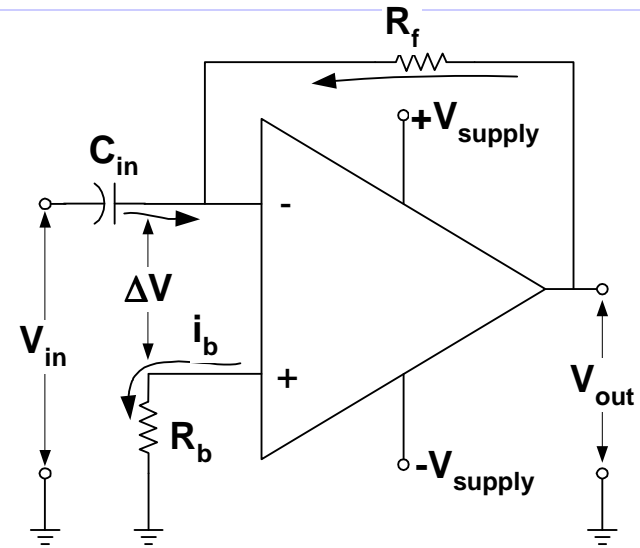 Rf
+Vsupply
Cin
-
ΔV
ib
Vin
+
Vout
Rb
-Vsupply